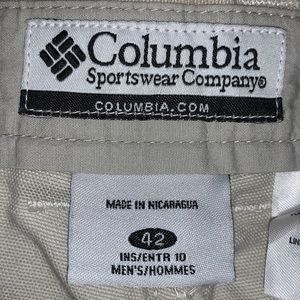 Columbia
Sportswear Company®
COLUMBIA.COM
MADE IN NICARAGUA
42
INS/ENTR 10
MEN'S/HOMMES